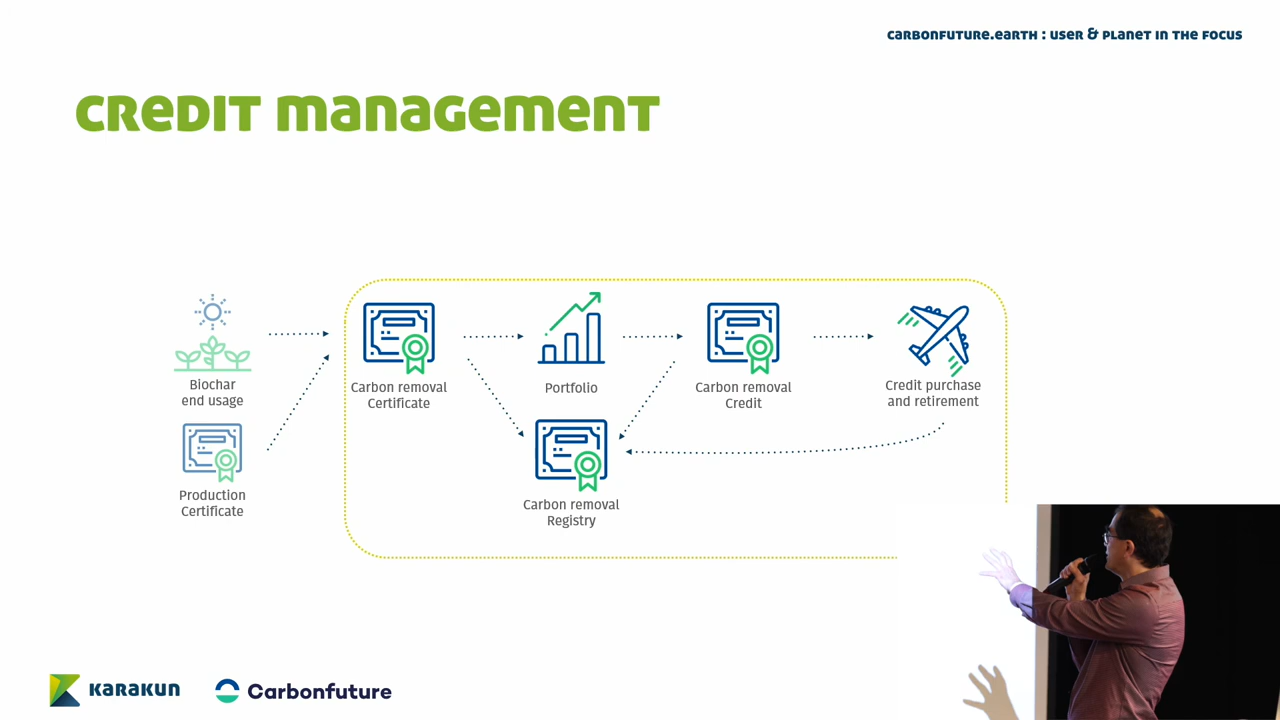 carbonfuture.earth : user & planet in the focus
credit management
Biochar
end usage
Production
Certificate
Carbon removal
Certificate
Portfolio
Carbon removal
Credit
Credit purchase
and retirement
Carbon removal
Registry
karakun
Carbonfuture